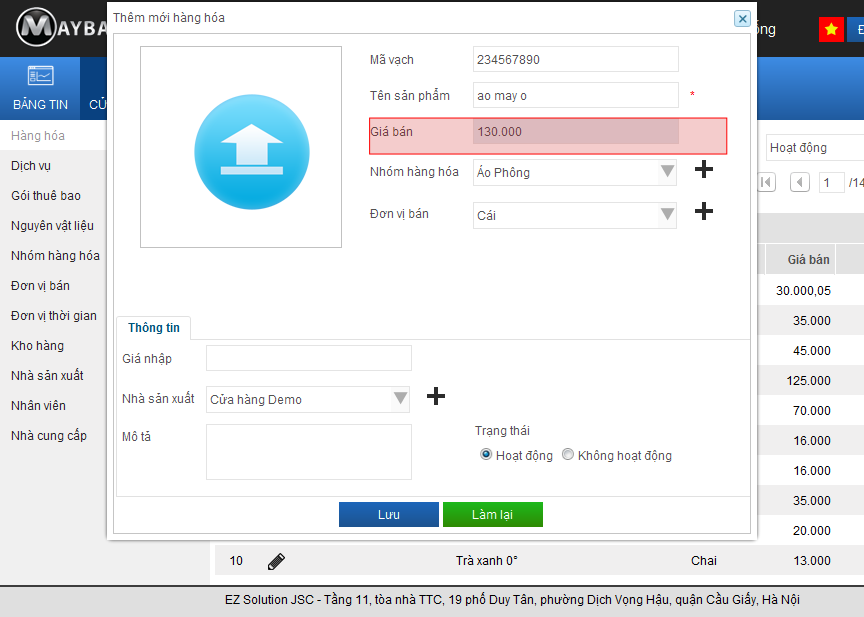 MAYBA
Thêm mới hàng hóa
ống
BẢNG TIN
CỬ
Hàng hóa
Dịch vụ
Gói thuê bao
Nguyên vật liệu
Nhóm hàng hóa
Đơn vị bán
Đơn vị thời gian
Kho hàng
Nhà sản xuất
Nhân viên
Nhà cung cấp
Mã vạch 234567890
Tên sản phẩm ao may o *
Giá bán 130.000
Nhóm hàng hóa Áo Phông
Đơn vị bán Cái
Thông tin
Giá nhập
Nhà sản xuất Cửa hàng Demo
Mô tả
Trạng thái
Hoạt động Không hoạt động
Lưu Làm lại
Hoạt động
1 /14
Giá bán
30.000,05
35.000
45.000
125.000
70.000
16.000
16.000
35.000
20.000
10 Trà xanh 0° Chai 13.000
EZ Solution JSC - Tầng 11, tòa nhà TTC, 19 phố Duy Tân, phường Dịch Vọng Hậu, quận Cầu Giấy, Hà Nội